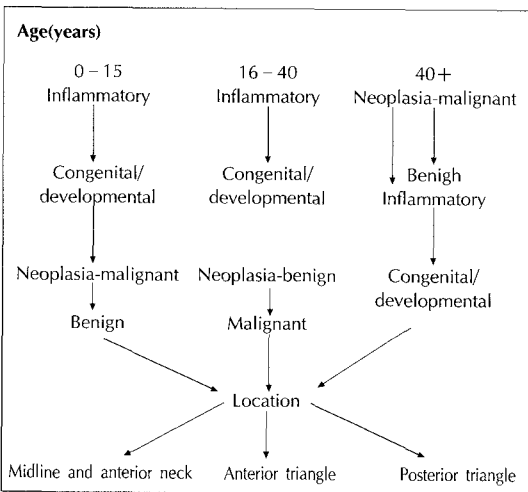 Age(years)
0 – 15 16 – 40 40+
Inflammatory Inflammatory Neoplasia-malignant
Congenital/ Congenital/ Benigh
developmental developmental Inflammatory
Neoplasia-malignant Neoplasia-benign Congenital/
developmental
Benign Malignant
Location
Midline and anterior neck Anterior triangle Posterior triangle